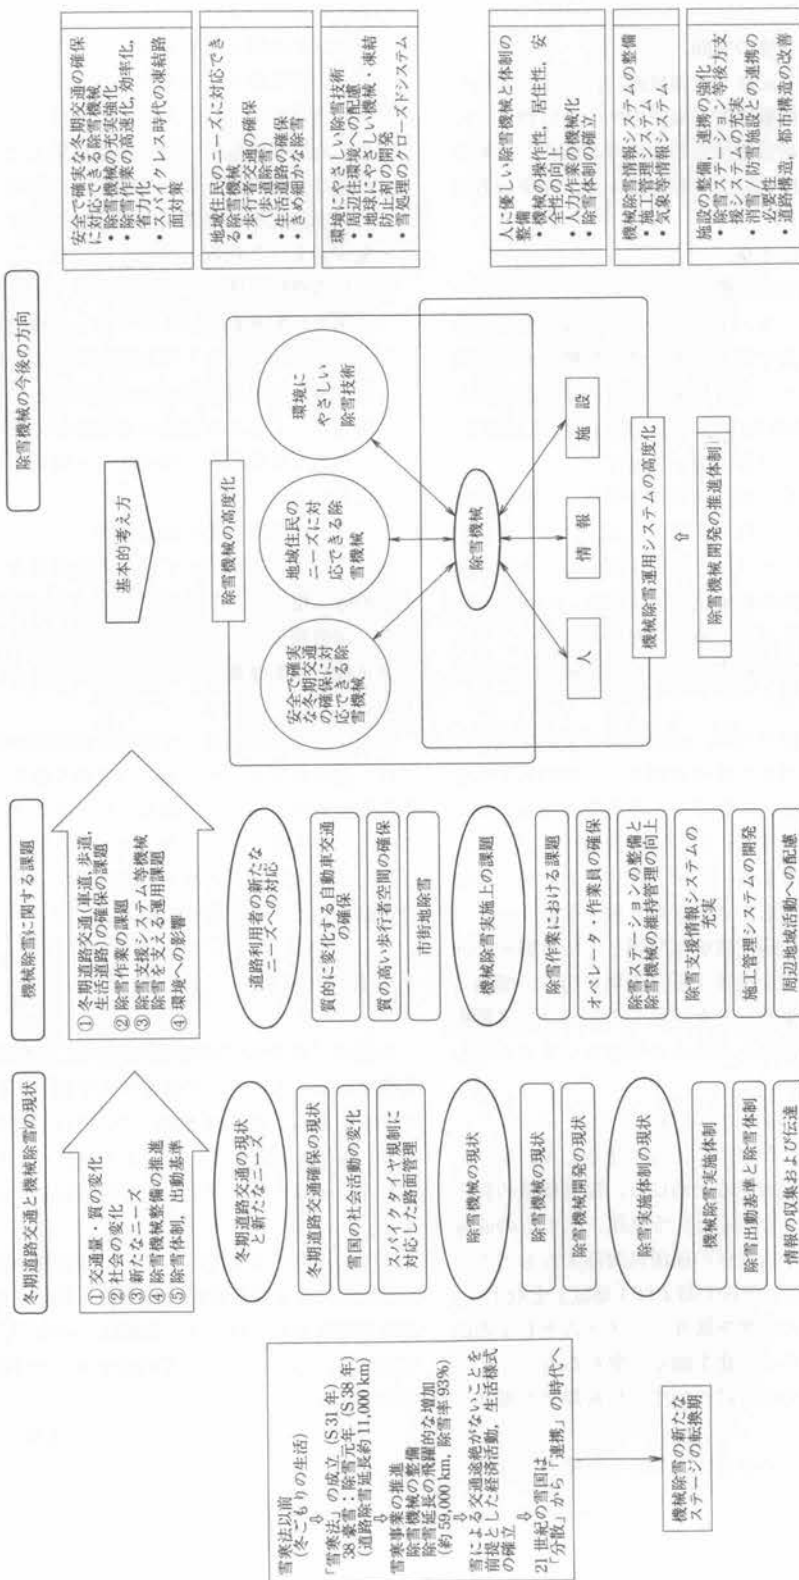 雪寒法以前
(冬ごもりの生活)
⇩
「雪寒法」の成立(S 31 年)
38 豪雪:除雪元年(S 38 年)
(道路除雪延長約 11,000 km)
⇩
雪寒事業の推進
除雪機械の整備
除雪延長の飛躍的な増加
(約 59,000 km, 除雪率 93%)
⇩
雪による交通途絶がないことを
前提とした経済活動, 生活様式
の確立
⇩
21 世紀の雪国は
「分散」から「連携」の時代へ
機械除雪の新たな
ステージの転換期
冬期道路交通と機械除雪の現状
① 交通量・質の変化
② 社会の変化
③ 新たなニーズ
④ 除雪機械整備の推進
⑤ 除雪体制, 出動基準
冬期道路交通の現状
と新たなニーズ
冬期道路交通確保の現状
雪国の社会活動の変化
スパイクタイヤ規制に
対応した路面管理
除雪機械の現状
除雪機械の現状
除雪機械開発の現状
除雪実施体制の現状
機械除雪実施体制
除雪出動基準と除雪体制
情報の収集および伝達
機械除雪に関する課題
① 冬期道路交通(車道, 歩道,
生活道路)の確保の課題
② 除雪作業の課題
③ 除雪支援システム等機械
除雪を支える運用課題
④ 環境への影響
道路利用者の新たな
ニーズへの対応
質的に変化する自動車交通
の確保
質の高い歩行者空間の確保
市街地除雪
機械除雪実施上の課題
除雪作業における課題
オペレータ・作業員の確保
除雪ステーションの整備と
除雪機械の維持管理の向上
除雪支援情報システムの
充実
施工管理システムの開発
周辺地域活動への配慮
除雪機械の今後の方向
基本的考え方
除雪機械の高度化
安全で確実
な冬期交通
の確保に対
応できる除
雪機械
地域住民の
ニーズに対
応できる除
雪機械
環境に
やさしい
除雪技術
除雪機械
人
情 報
施 設
機械除雪運用システムの高度化
⇧
除雪機械開発の推進体制
安全で確実な冬期交通の確保
に対応できる除雪機械
• 除雪機械の充実強化
• 除雪作業の高速化, 効率化,
省力化
• スパイクレス時代の凍結路
面対策
地域住民のニーズに対応でき
る除雪機械
• 歩行者交通の確保
(歩道除雪)
• 生活道路の確保
• きめ細かな除雪
環境にやさしい除雪技術
• 周辺住環境への配慮
• 地球にやさしい機械・凍結
防止剤の開発
• 雪処理のクローズドシステム
人に優しい除雪機械と体制の
整備
• 機械の操作性, 居住性, 安
全性の向上
• 人力作業の機械化
• 除雪体制の確立
機械除雪情報システムの整備
• 施工管理システム
• 気象等情報システム
施設の整備, 連携の強化
• 除雪ステーション等後方支
援システムの充実
• 消雪/防雪施設との連携の
必要性
• 道路構造, 都市構造の改善